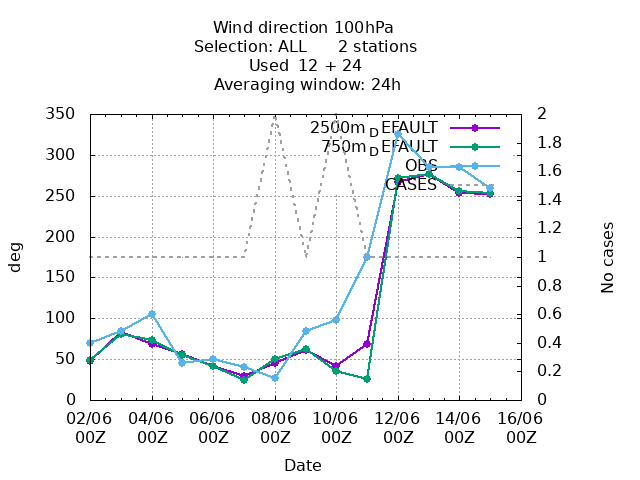 Wind direction 100hPa
Selection: ALL      2 stations
Used  12 + 24
Averaging window: 24h
350 300 250 200 150 100 50 0
deg
2500m_DEFAULT
750m_DEFAULT
OBS
CASES
2 1.8 1.6 1.4 1.2 1 0.8 0.6 0.4 0.2 0
No cases
02/06 04/06 06/06 08/06 10/06 12/06 14/06 16/06
00Z 00Z 00Z 00Z 00Z 00Z 00Z 00Z
Date